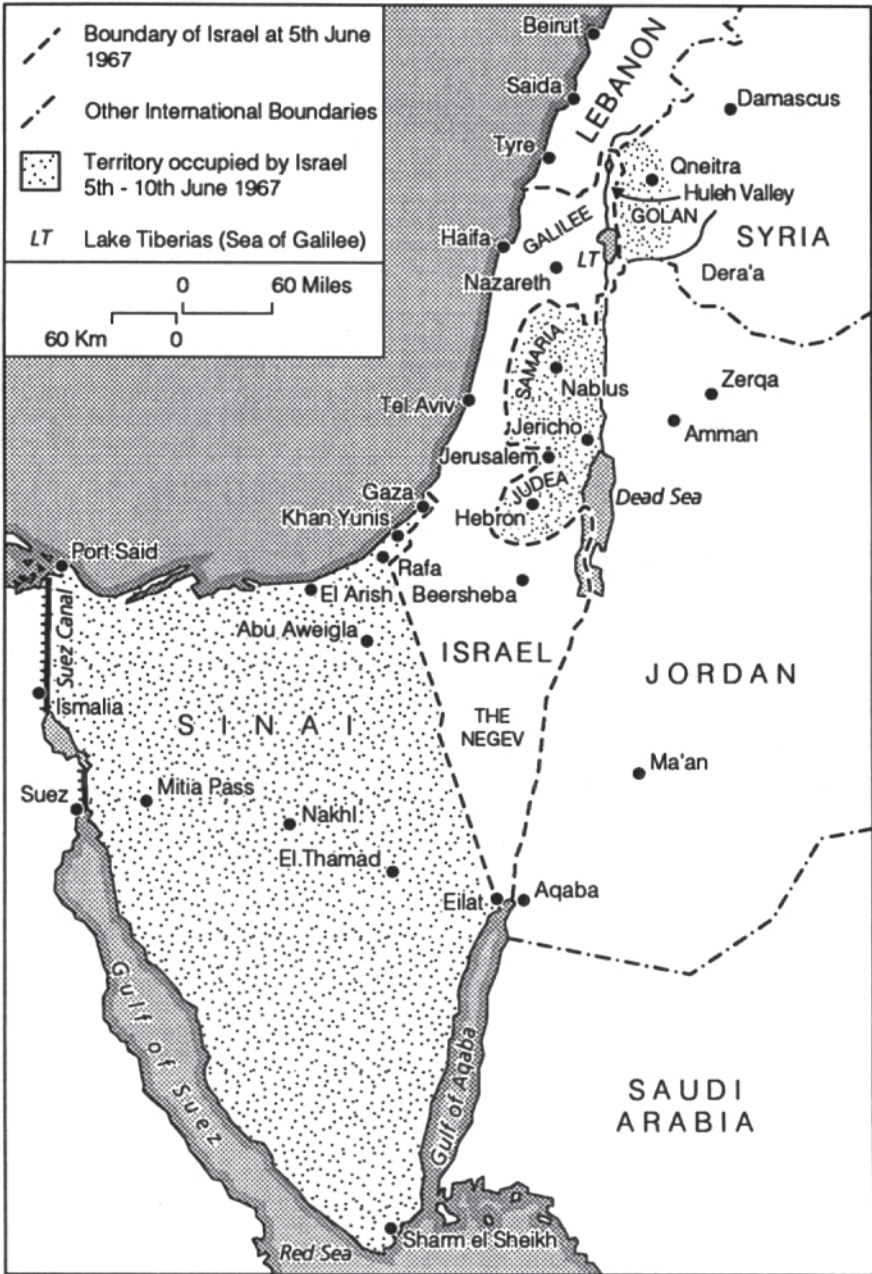 Boundary of Israel at 5th June
1967
Other International Boundaries
Territory occupied by Israel
5th - 10th June 1967
LT Lake Tiberias (Sea of Galilee)
0 60 Miles
60 Km 0
Beirut
LEBANON
Saida
Damascus
Tyre
Qneitra
Huleh Valley
GOLAN
GALILEE
SYRIA
Haifa
LT
Nazareth
Dera'a
SAMARIA
Nablus
Zerqa
Tel Aviv
Jericho
Amman
Jerusalem
JUDEA
Dead Sea
Gaza
Hebron
Khan Yunis
Port Said
Rafa
El Arish
Beersheba
Suez Canal
Abu Aweigla
ISRAEL
JORDAN
Ismalia
SINAI
THE
NEGEV
Ma'an
Suez
Mitia Pass
Nakhl
El Thamad
Eilat
Aqaba
Gulf of Suez
Gulf of Aqaba
SAUDI
ARABIA
Sharm el Sheikh
Red Sea